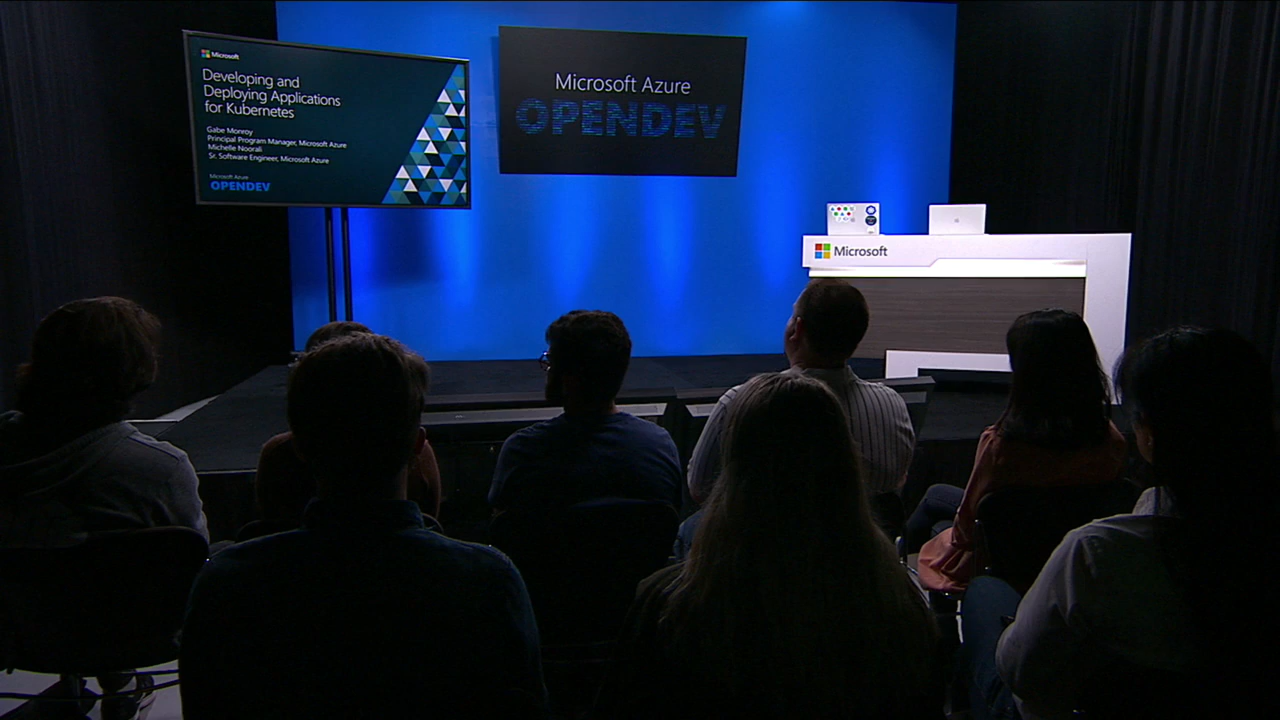 Microsoft
Developing and
Deploying Applications
for Kubernetes
Gabe Monroy
Principal Program Manager, Microsoft Azure
Michelle Noorali
Sr. Software Engineer, Microsoft Azure
Microsoft Azure
OPENDEV
Microsoft Azure
OPENDEV
Microsoft